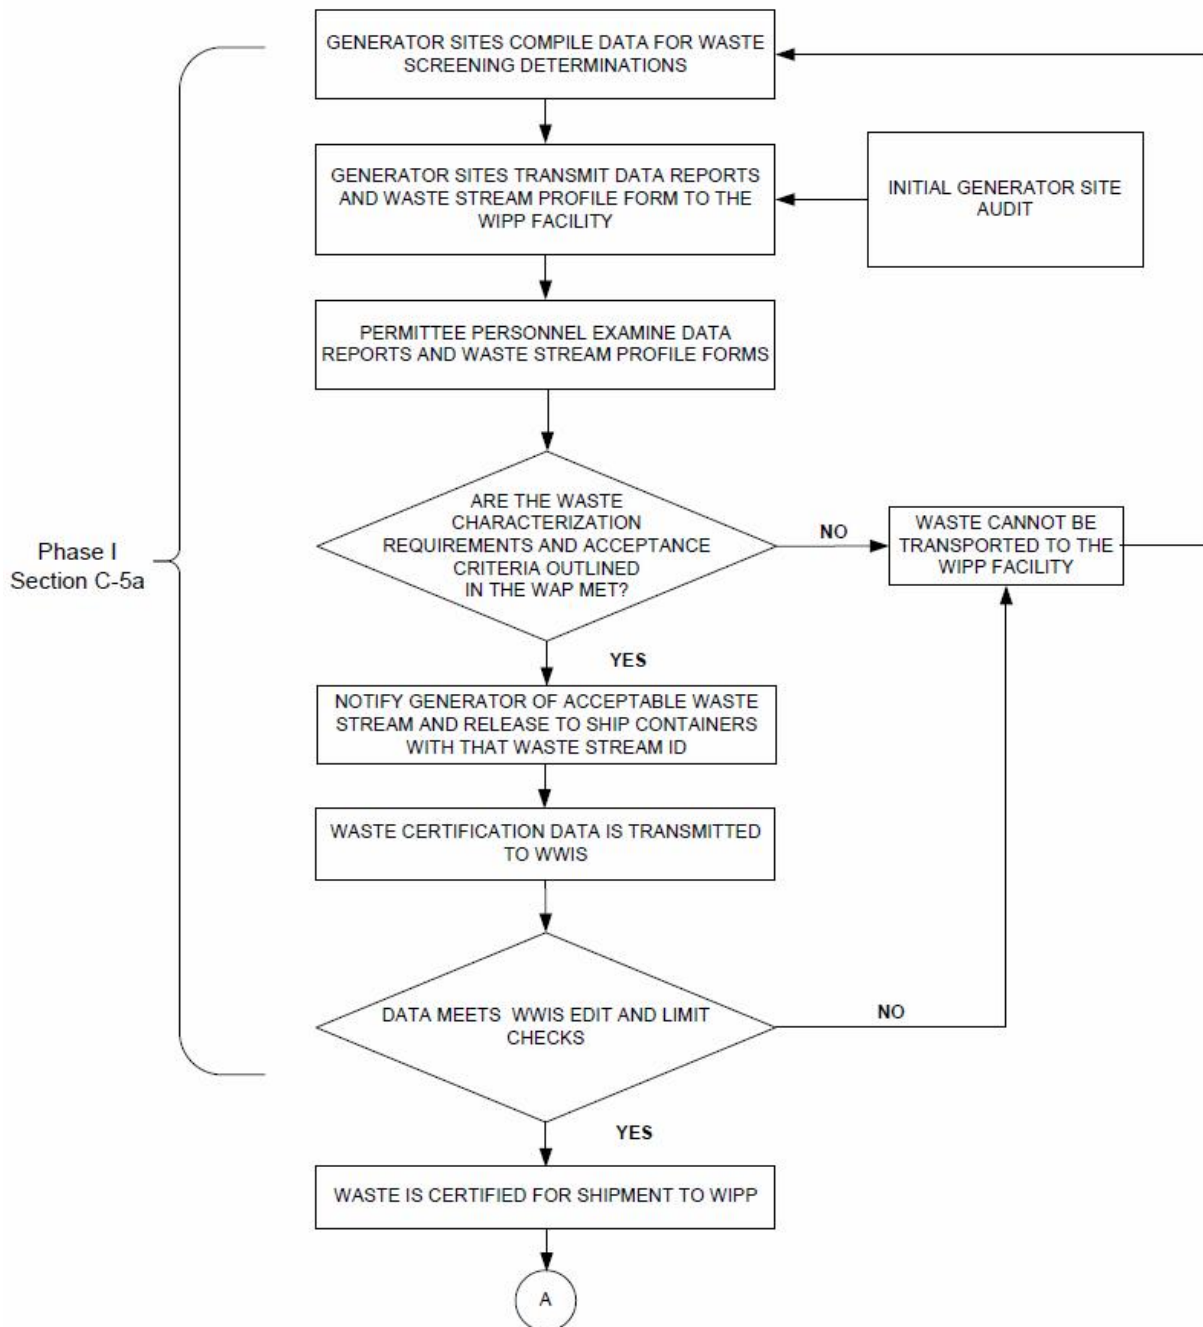 GENERATOR SITES COMPILE DATA FOR WASTE
SCREENING DETERMINATIONS
GENERATOR SITES TRANSMIT DATA REPORTS
AND WASTE STREAM PROFILE FORM TO THE
WIPP FACILITY
INITIAL GENERATOR SITE
AUDIT
PERMITTEE PERSONNEL EXAMINE DATA
REPORTS AND WASTE STREAM PROFILE FORMS
ARE THE WASTE
CHARACTERIZATION
REQUIREMENTS AND ACCEPTANCE
CRITERIA OUTLINED
IN THE WAP MET?
NO
WASTE CANNOT BE
TRANSPORTED TO THE
WIPP FACILITY
Phase I
Section C-5a
YES
NOTIFY GENERATOR OF ACCEPTABLE WASTE
STREAM AND RELEASE TO SHIP CONTAINERS
WITH THAT WASTE STREAM ID
WASTE CERTIFICATION DATA IS TRANSMITTED
TO WWIS
DATA MEETS  WWIS EDIT AND LIMIT
CHECKS
NO
YES
WASTE IS CERTIFIED FOR SHIPMENT TO WIPP
A